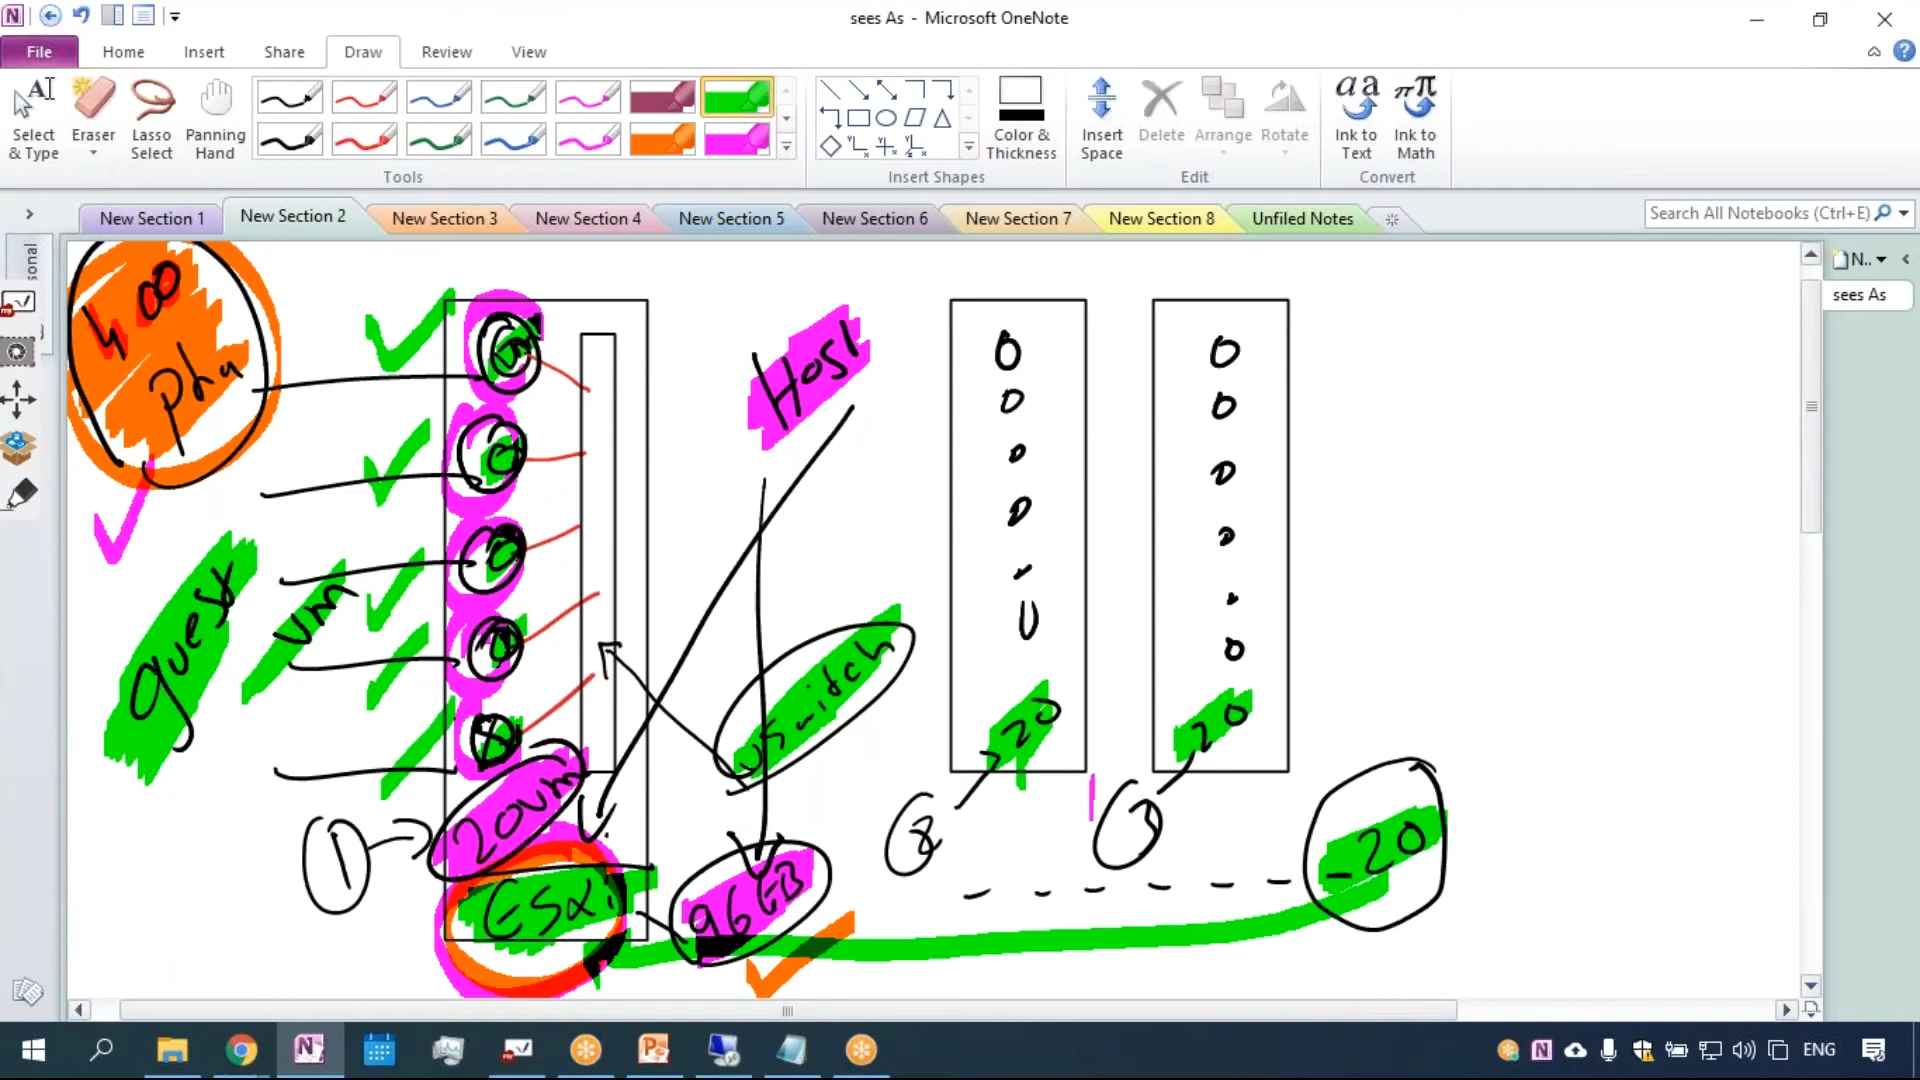 sees As - Microsoft OneNote
File
Home
Insert
Share
Draw
Review
View
Select & Type
Eraser
Lasso Select
Panning Hand
Color & Thickness
Insert Space
Delete
Arrange
Rotate
Ink to Text
Ink to Math
Tools
Insert Shapes
Edit
Convert
New Section 1
New Section 2
New Section 3
New Section 4
New Section 5
New Section 6
New Section 7
New Section 8
Unfiled Notes
Search All Notebooks (Ctrl+E)
sonal
N..
sees As
400
Host
guest
vm
vSwitch
20
20
1
20vm
3
-20
ESXi
96
ENG